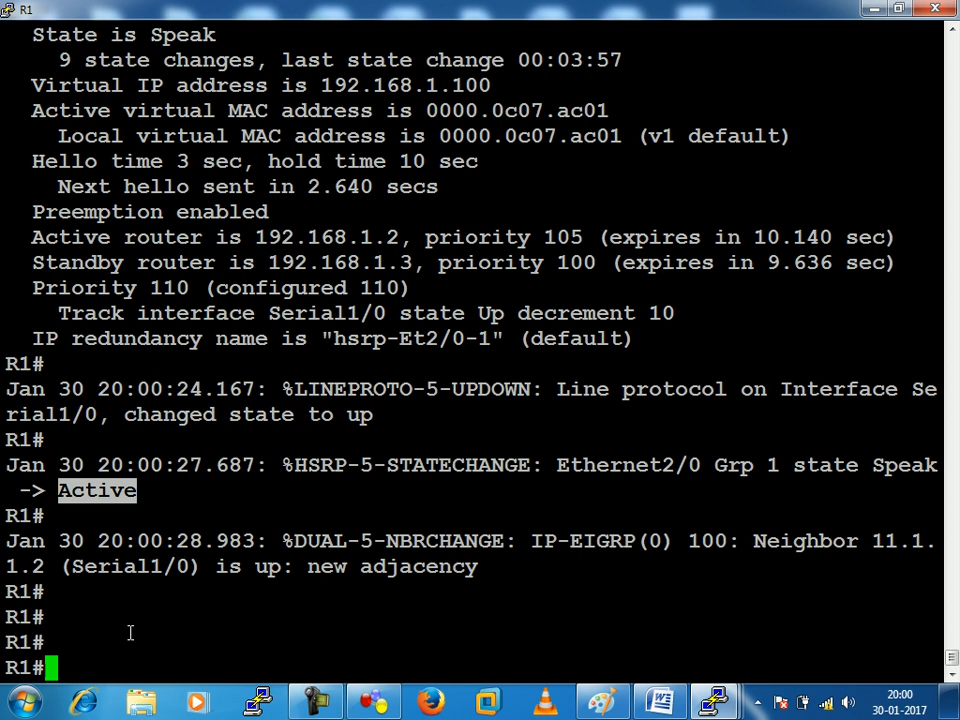 R1
State is Speak
9 state changes, last state change 00:03:57
Virtual IP address is 192.168.1.100
Active virtual MAC address is 0000.0c07.ac01
Local virtual MAC address is 0000.0c07.ac01 (v1 default)
Hello time 3 sec, hold time 10 sec
Next hello sent in 2.640 secs
Preemption enabled
Active router is 192.168.1.2, priority 105 (expires in 10.140 sec)
Standby router is 192.168.1.3, priority 100 (expires in 9.636 sec)
Priority 110 (configured 110)
Track interface Serial1/0 state Up decrement 10
IP redundancy name is "hsrp-Et2/0-1" (default)
R1#
Jan 30 20:00:24.167: %LINEPROTO-5-UPDOWN: Line protocol on Interface Se
rial1/0, changed state to up
R1#
Jan 30 20:00:27.687: %HSRP-5-STATECHANGE: Ethernet2/0 Grp 1 state Speak
-> Active
R1#
Jan 30 20:00:28.983: %DUAL-5-NBRCHANGE: IP-EIGRP(0) 100: Neighbor 11.1.
1.2 (Serial1/0) is up: new adjacency
R1#
R1#
R1#
R1#
20:00
30-01-2017